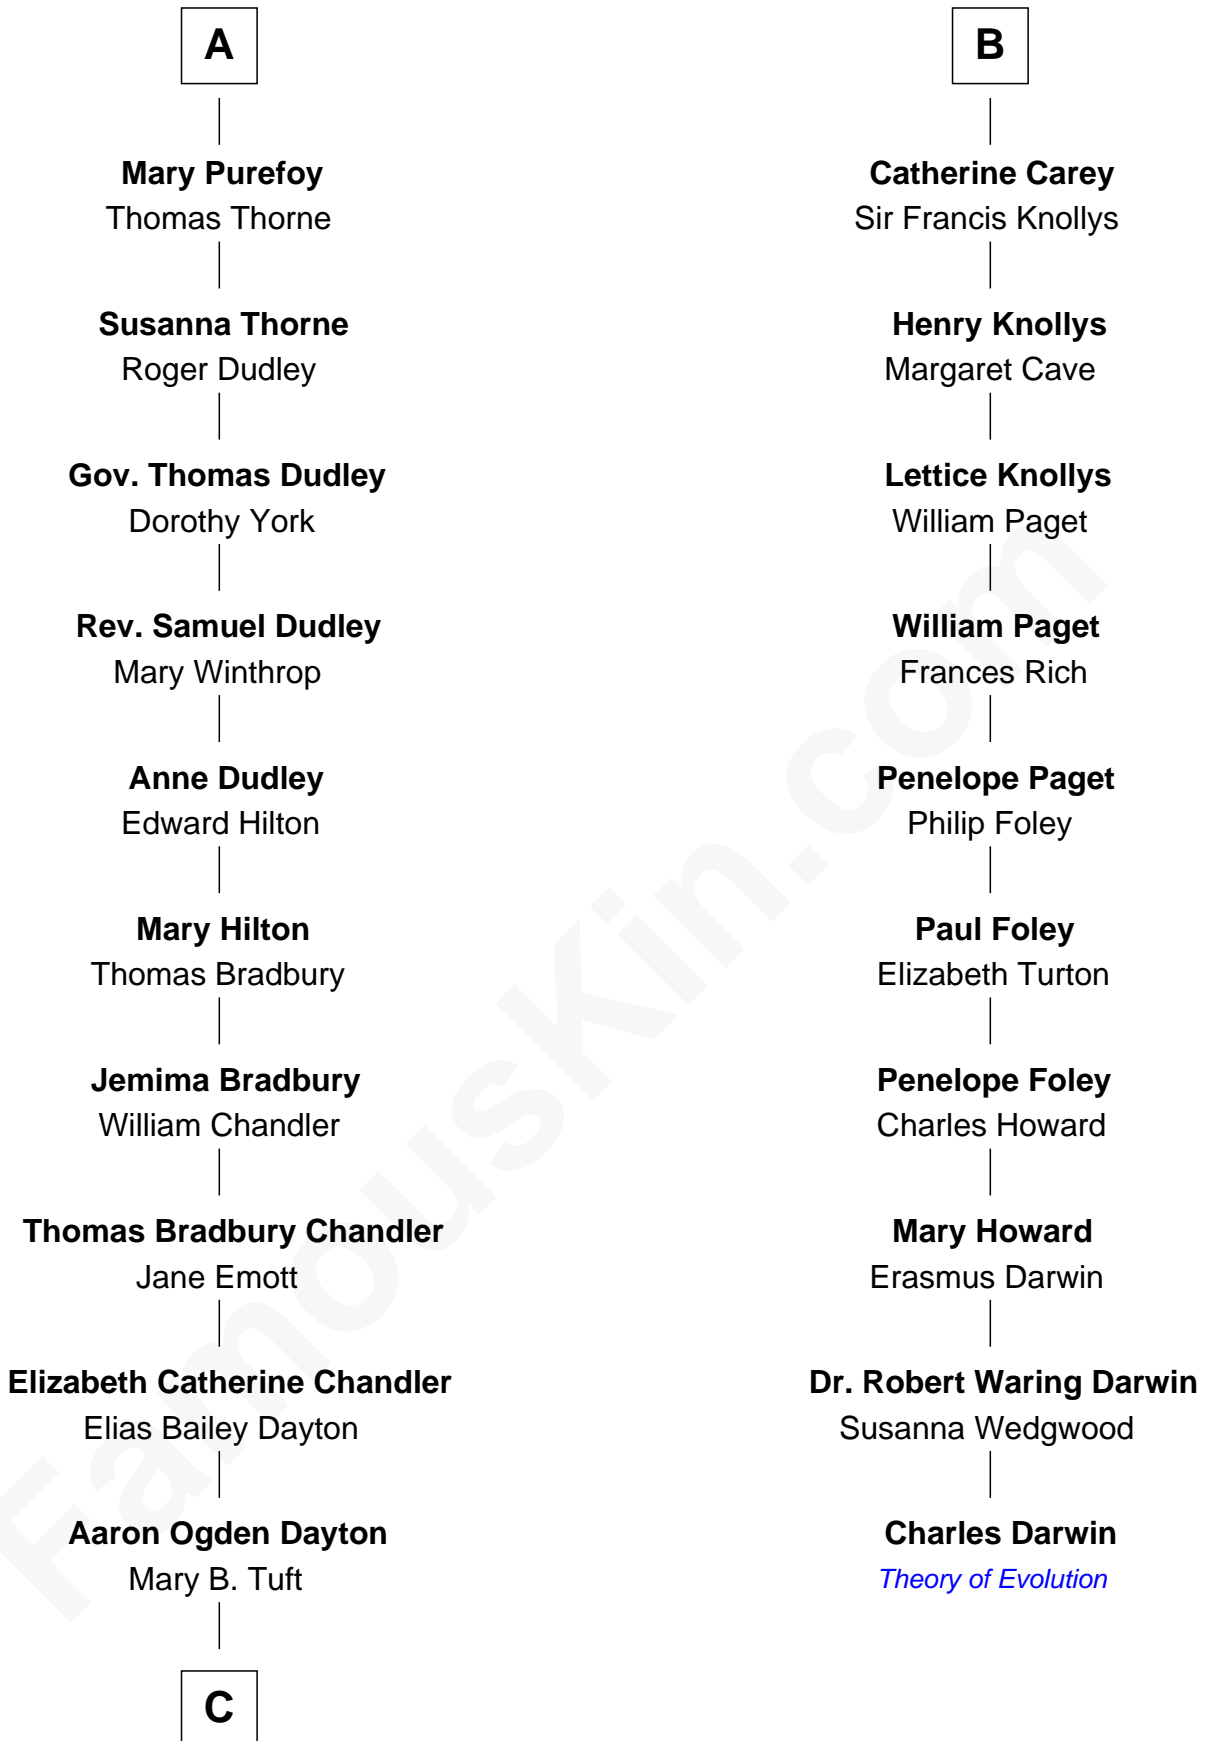 A
Mary Purefoy
Thomas Thorne
Susanna Thorne
Roger Dudley
Gov. Thomas Dudley
Dorothy York
Rev. Samuel Dudley
Mary Winthrop
Anne Dudley
Edward Hilton
Mary Hilton
Thomas Bradbury
Jemima Bradbury
William Chandler
Thomas Bradbury Chandler
Jane Emott
Elizabeth Catherine Chandler
Elias Bailey Dayton
Aaron Ogden Dayton
Mary B. Tuft
C
B
Catherine Carey
Sir Francis Knollys
Henry Knollys
Margaret Cave
Lettice Knollys
William Paget
William Paget
Frances Rich
Penelope Paget
Philip Foley
Paul Foley
Elizabeth Turton
Penelope Foley
Charles Howard
Mary Howard
Erasmus Darwin
Dr. Robert Waring Darwin
Susanna Wedgwood
Charles Darwin
Theory of Evolution
FamousKin.com